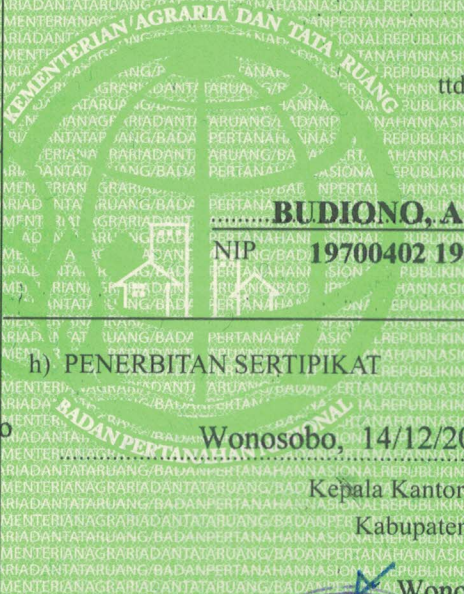 KEMENTERIAN AGRARIA DAN TATA RUANG
ttd
BUDIONO, A
NIP 19700402 19
h) PENERBITAN SERTIPIKAT
BADAN PERTANAHAN NASIONAL
Wonosobo, 14/12/20
Kepala Kantor
Kabupaten
Wono